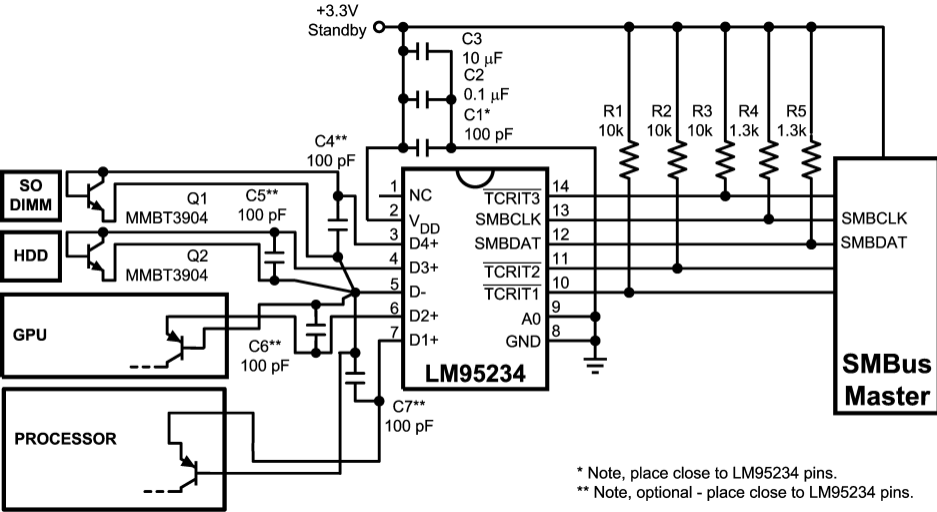 +3.3V
Standby
C3
10 µF
C2
0.1 µF
C1*
100 pF
R1
10k
R2
10k
R3
10k
R4
1.3k
R5
1.3k
C4**
100 pF
SO
DIMM
Q1
MMBT3904
C5**
100 pF
HDD
Q2
MMBT3904
GPU
C6**
100 pF
PROCESSOR
C7**
100 pF
1
NC
2
VDD
3
D4+
4
D3+
5
D-
6
D2+
7
D1+
14
TCRIT3
13
SMBCLK
12
SMBDAT
11
TCRIT2
10
TCRIT1
9
A0
8
GND
LM95234
SMBCLK
SMBDAT
SMBus
Master
* Note, place close to LM95234 pins.
** Note, optional - place close to LM95234 pins.